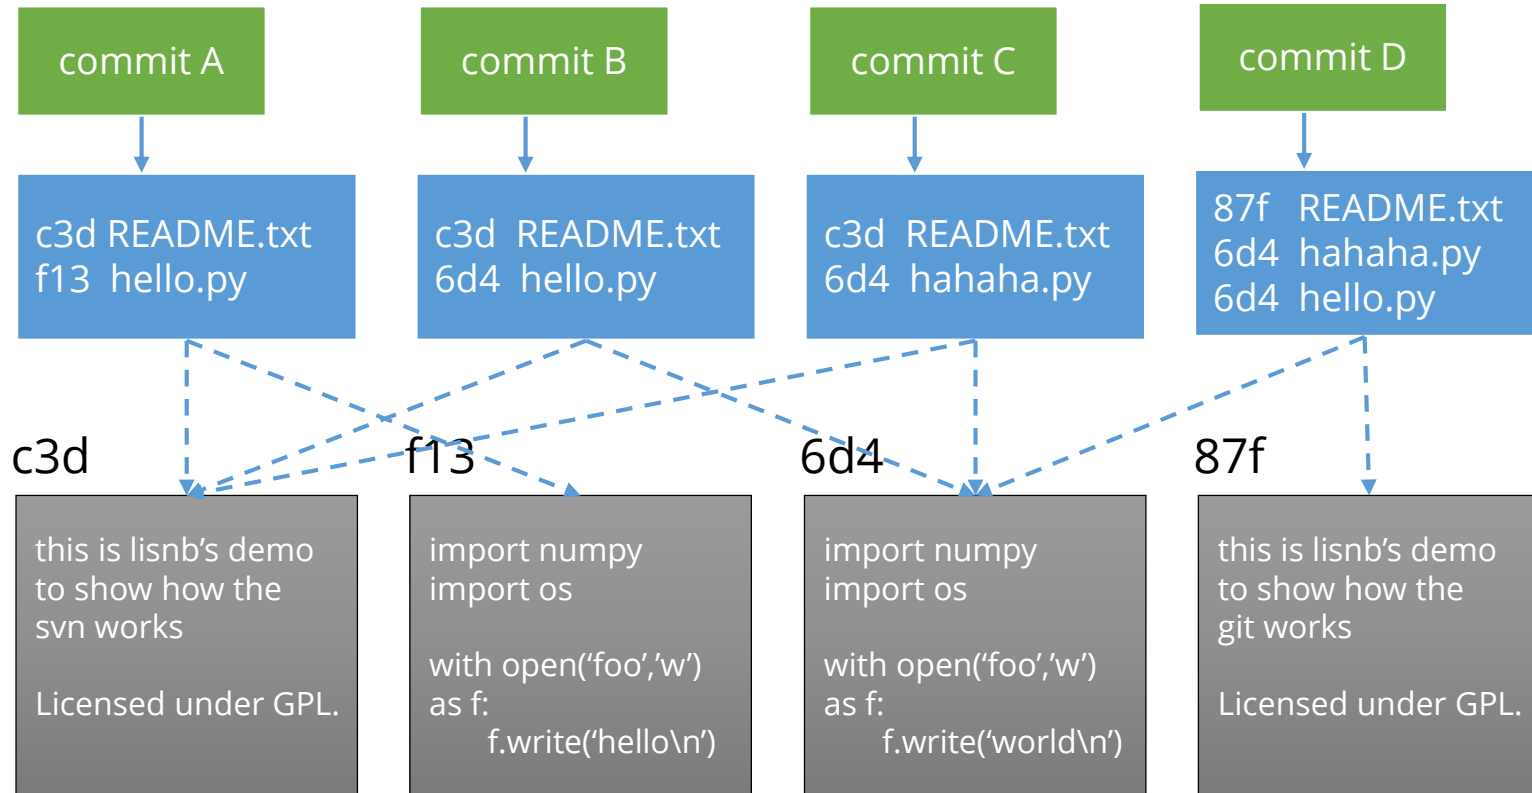 commit A
commit B
commit C
commit D
c3d README.txt
f13 hello.py
c3d README.txt
6d4 hello.py
c3d README.txt
6d4 hahaha.py
87f README.txt
6d4 hahaha.py
6d4 hello.py
c3d
f13
6d4
87f
this is lisnb’s demo
to show how the
svn works
Licensed under GPL.
import numpy
import os
with open(‘foo’,’w’)
as f:
f.write(‘hello\n’)
import numpy
import os
with open(‘foo’,’w’)
as f:
f.write(‘world\n’)
this is lisnb’s demo
to show how the
git works
Licensed under GPL.